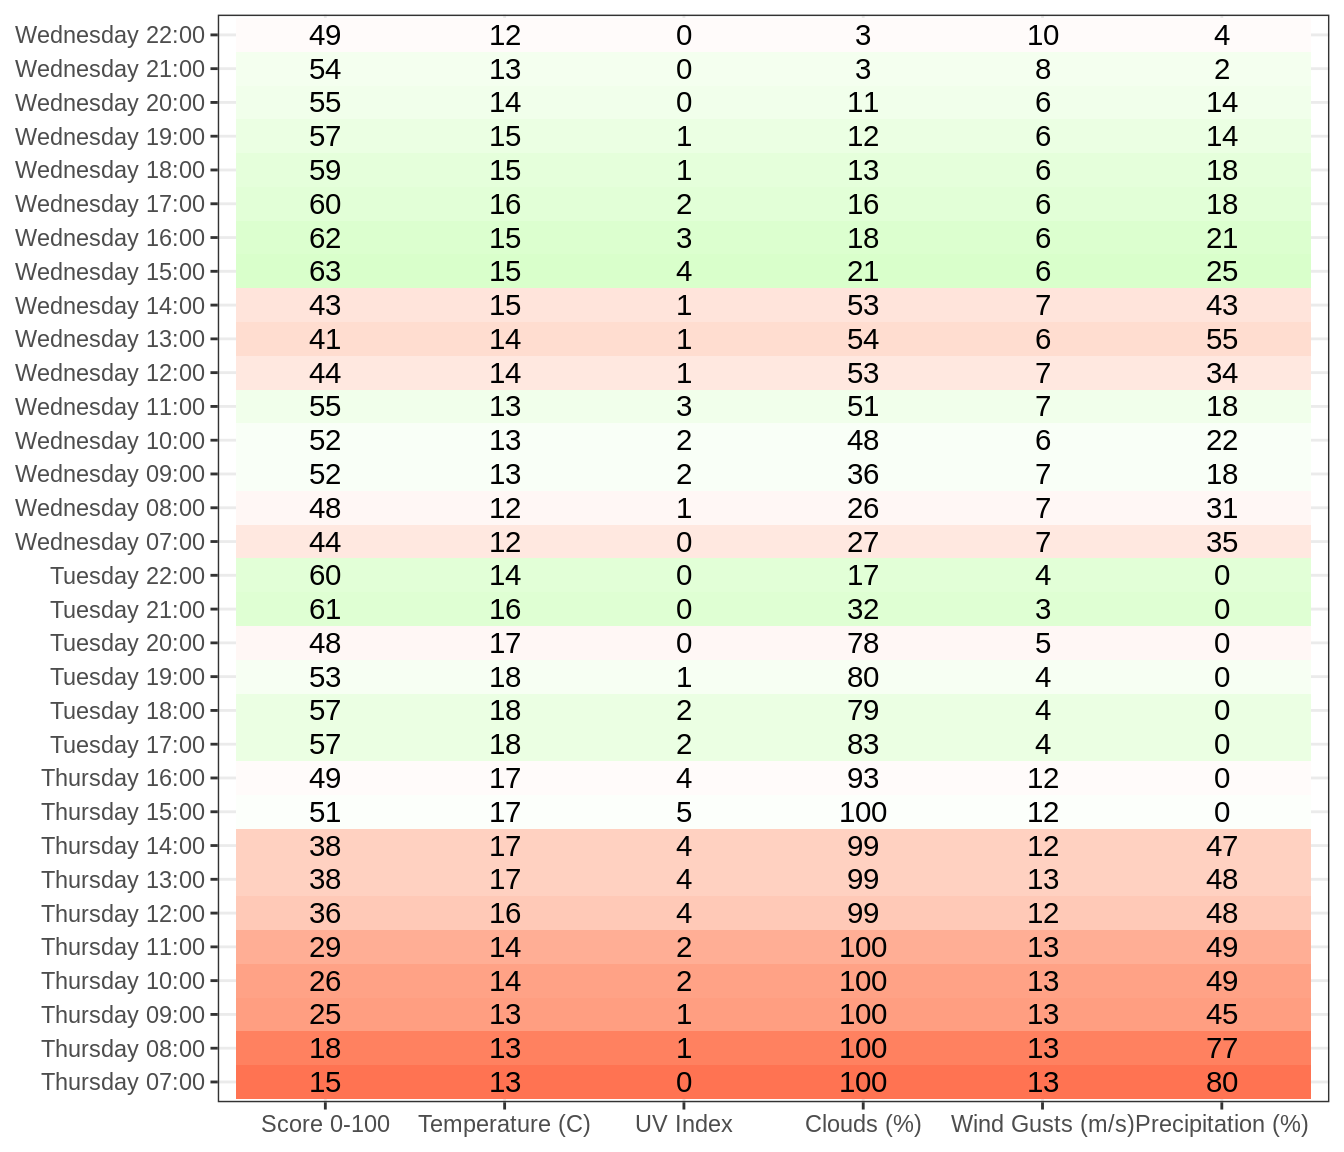 Wednesday 22:00 49 12 0 3 10 4
Wednesday 21:00 54 13 0 3 8 2
Wednesday 20:00 55 14 0 11 6 14
Wednesday 19:00 57 15 1 12 6 14
Wednesday 18:00 59 15 1 13 6 18
Wednesday 17:00 60 16 2 16 6 18
Wednesday 16:00 62 15 3 18 6 21
Wednesday 15:00 63 15 4 21 6 25
Wednesday 14:00 43 15 1 53 7 43
Wednesday 13:00 41 14 1 54 6 55
Wednesday 12:00 44 14 1 53 7 34
Wednesday 11:00 55 13 3 51 7 18
Wednesday 10:00 52 13 2 48 6 22
Wednesday 09:00 52 13 2 36 7 18
Wednesday 08:00 48 12 1 26 7 31
Wednesday 07:00 44 12 0 27 7 35
Tuesday 22:00 60 14 0 17 4 0
Tuesday 21:00 61 16 0 32 3 0
Tuesday 20:00 48 17 0 78 5 0
Tuesday 19:00 53 18 1 80 4 0
Tuesday 18:00 57 18 2 79 4 0
Tuesday 17:00 57 18 2 83 4 0
Thursday 16:00 49 17 4 93 12 0
Thursday 15:00 51 17 5 100 12 0
Thursday 14:00 38 17 4 99 12 47
Thursday 13:00 38 17 4 99 13 48
Thursday 12:00 36 16 4 99 12 48
Thursday 11:00 29 14 2 100 13 49
Thursday 10:00 26 14 2 100 13 49
Thursday 09:00 25 13 1 100 13 45
Thursday 08:00 18 13 1 100 13 77
Thursday 07:00 15 13 0 100 13 80
Score 0-100 Temperature (C) UV Index Clouds (%) Wind Gusts (m/s) Precipitation (%)